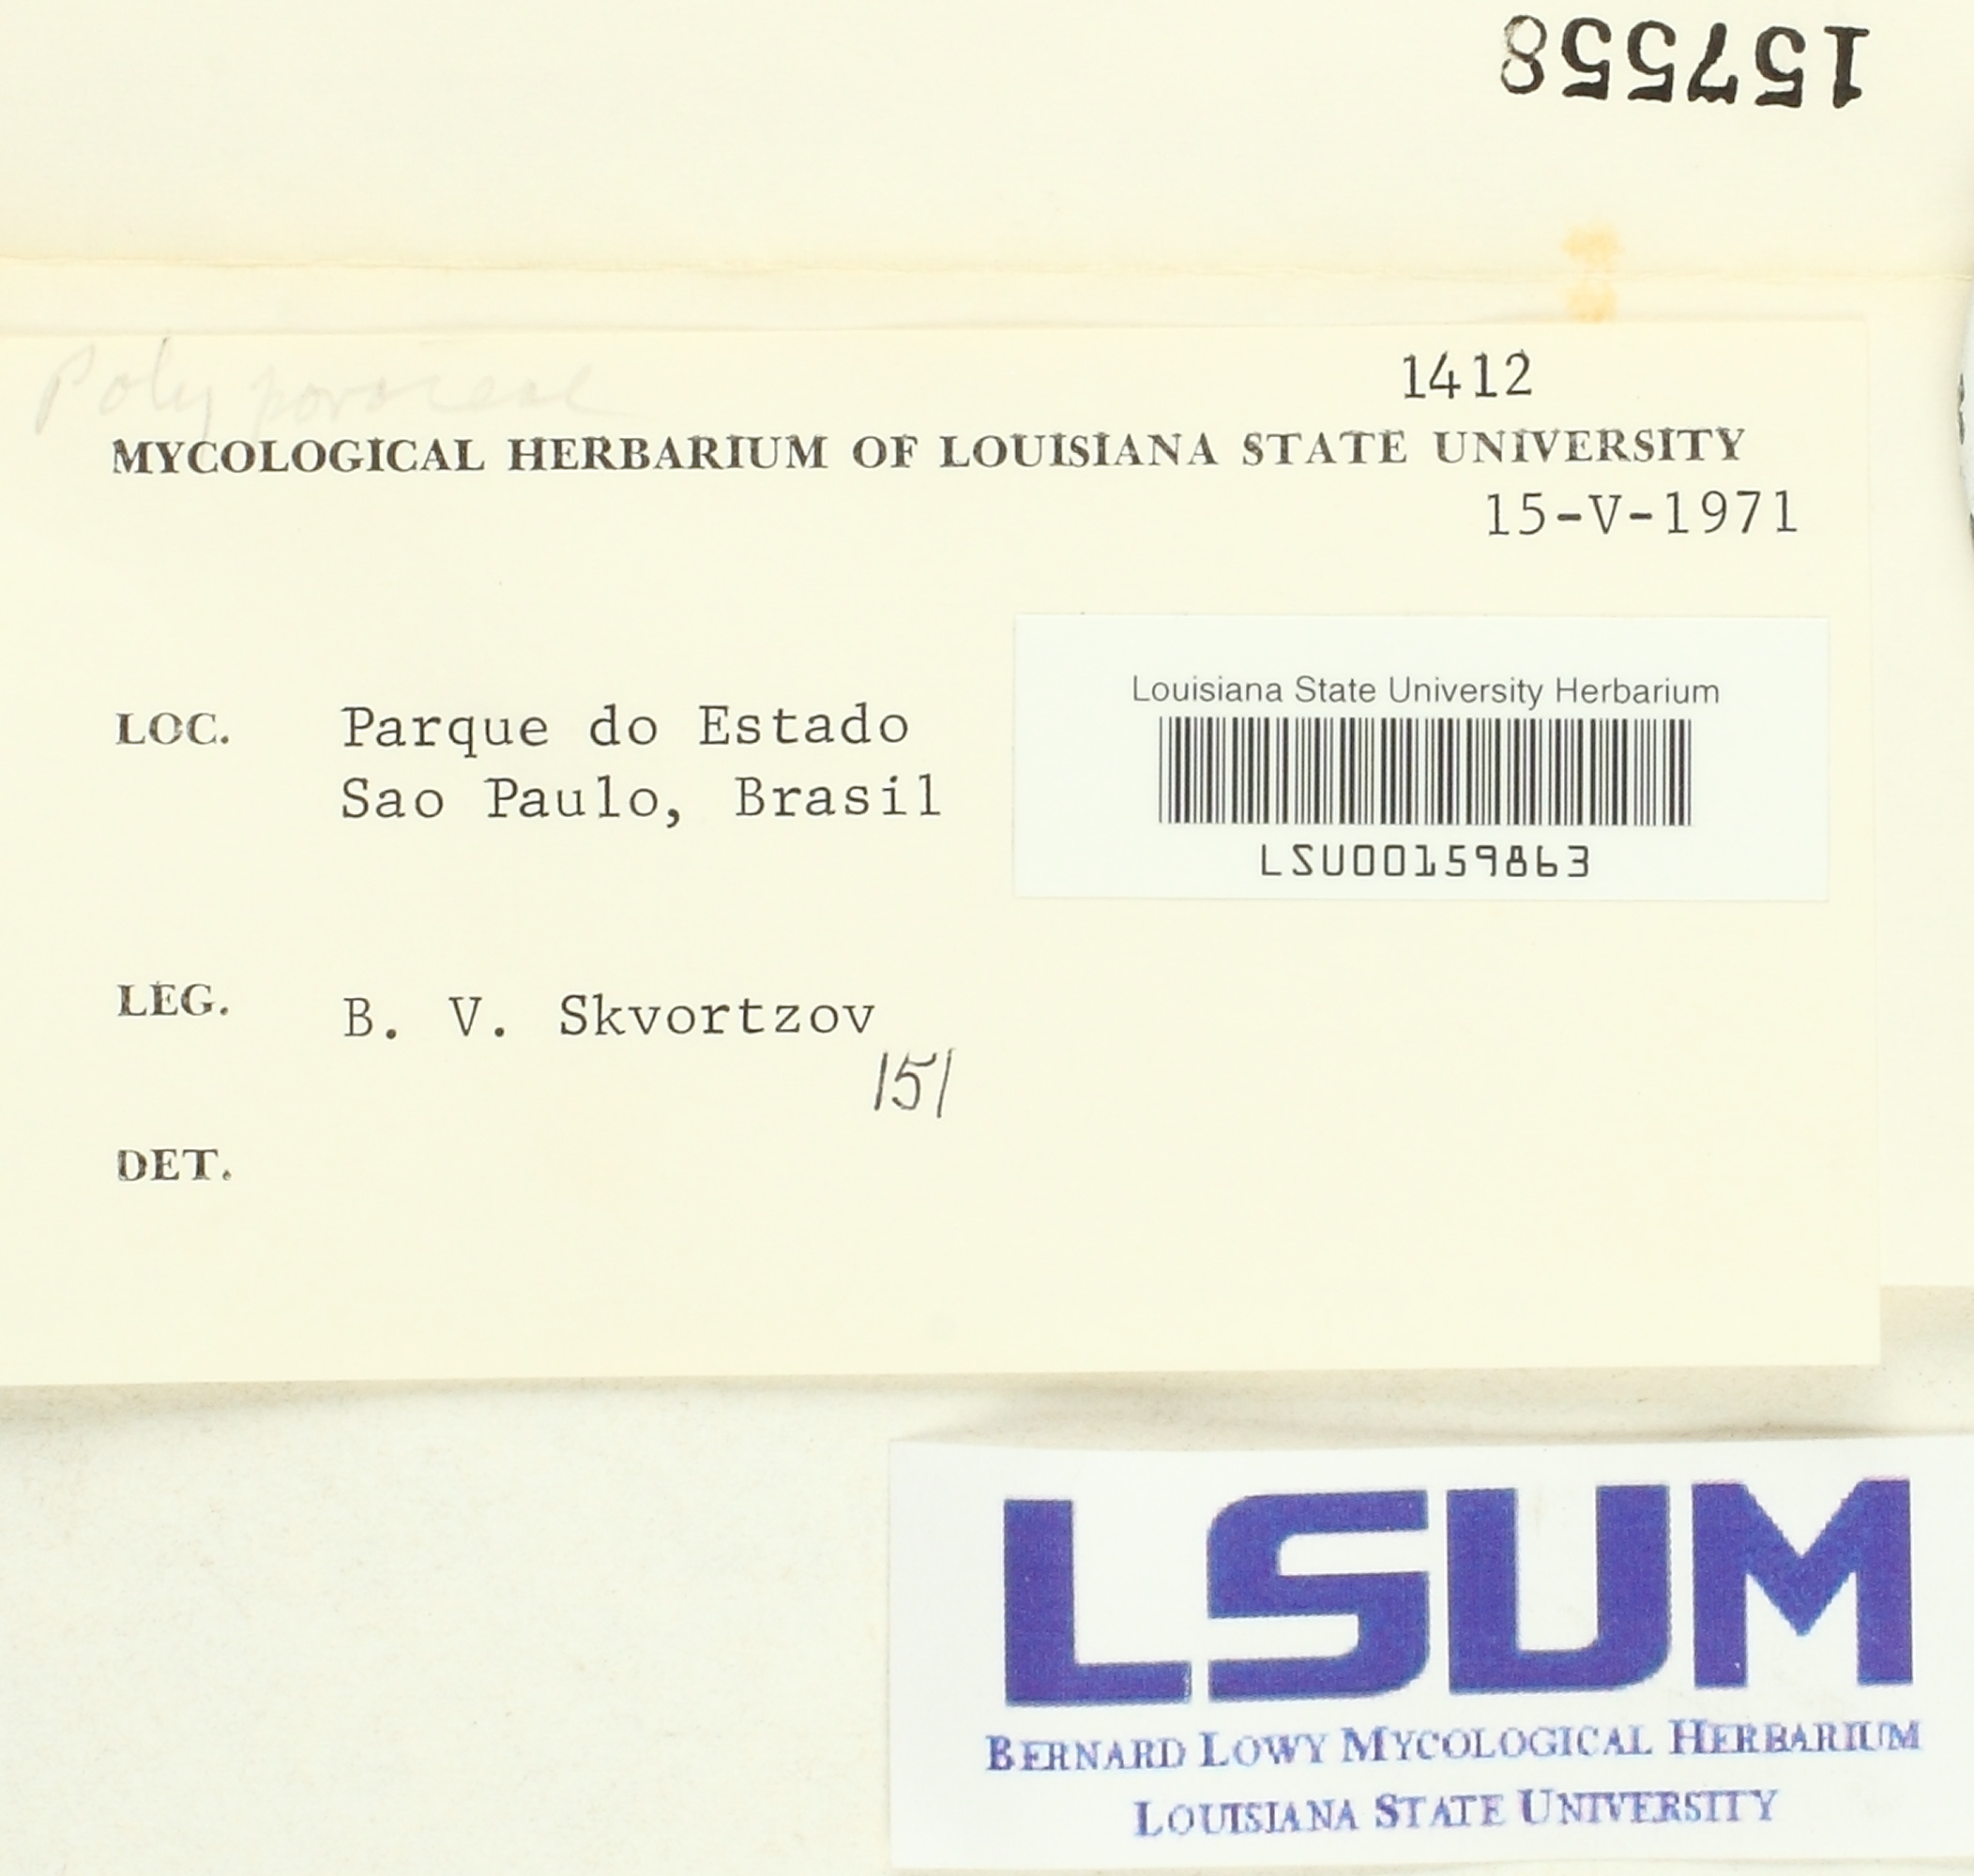 157558
Polyporaceae
1412
MYCOLOGICAL HERBARIUM OF LOUISIANA STATE UNIVERSITY
15-V-1971
Louisiana State University Herbarium
LSU00159863
LOC. Parque do Estado
Sao Paulo, Brasil
LEG. B. V. Skvortzov
151
DET.
LSUM
BERNARD LOWY MYCOLOGICAL HERBARIUM
LOUISIANA STATE UNIVERSITY